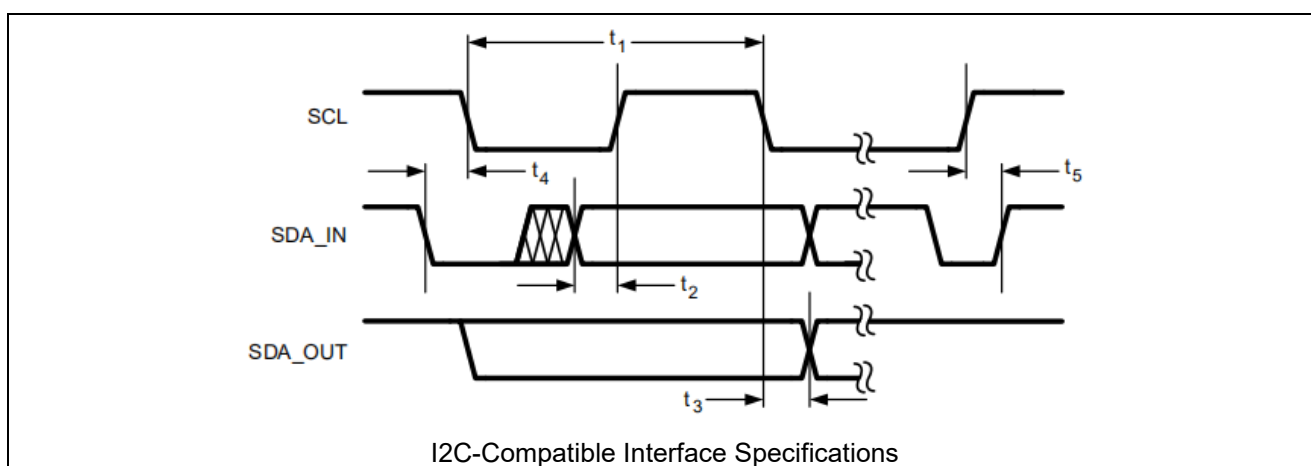 t1
SCL
t4
t5
SDA_IN
t2
SDA_OUT
t3
I2C-Compatible Interface Specifications